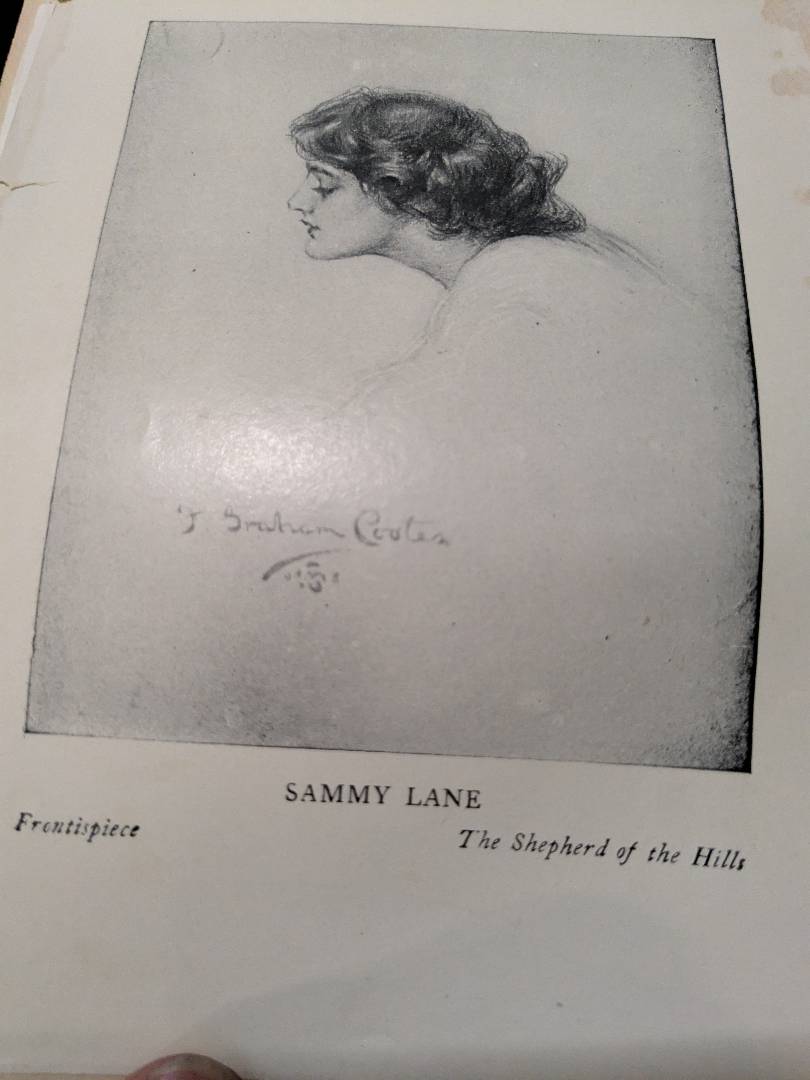 F. Graham Cootes
SAMMY LANE
Frontispiece
The Shepherd of the Hills